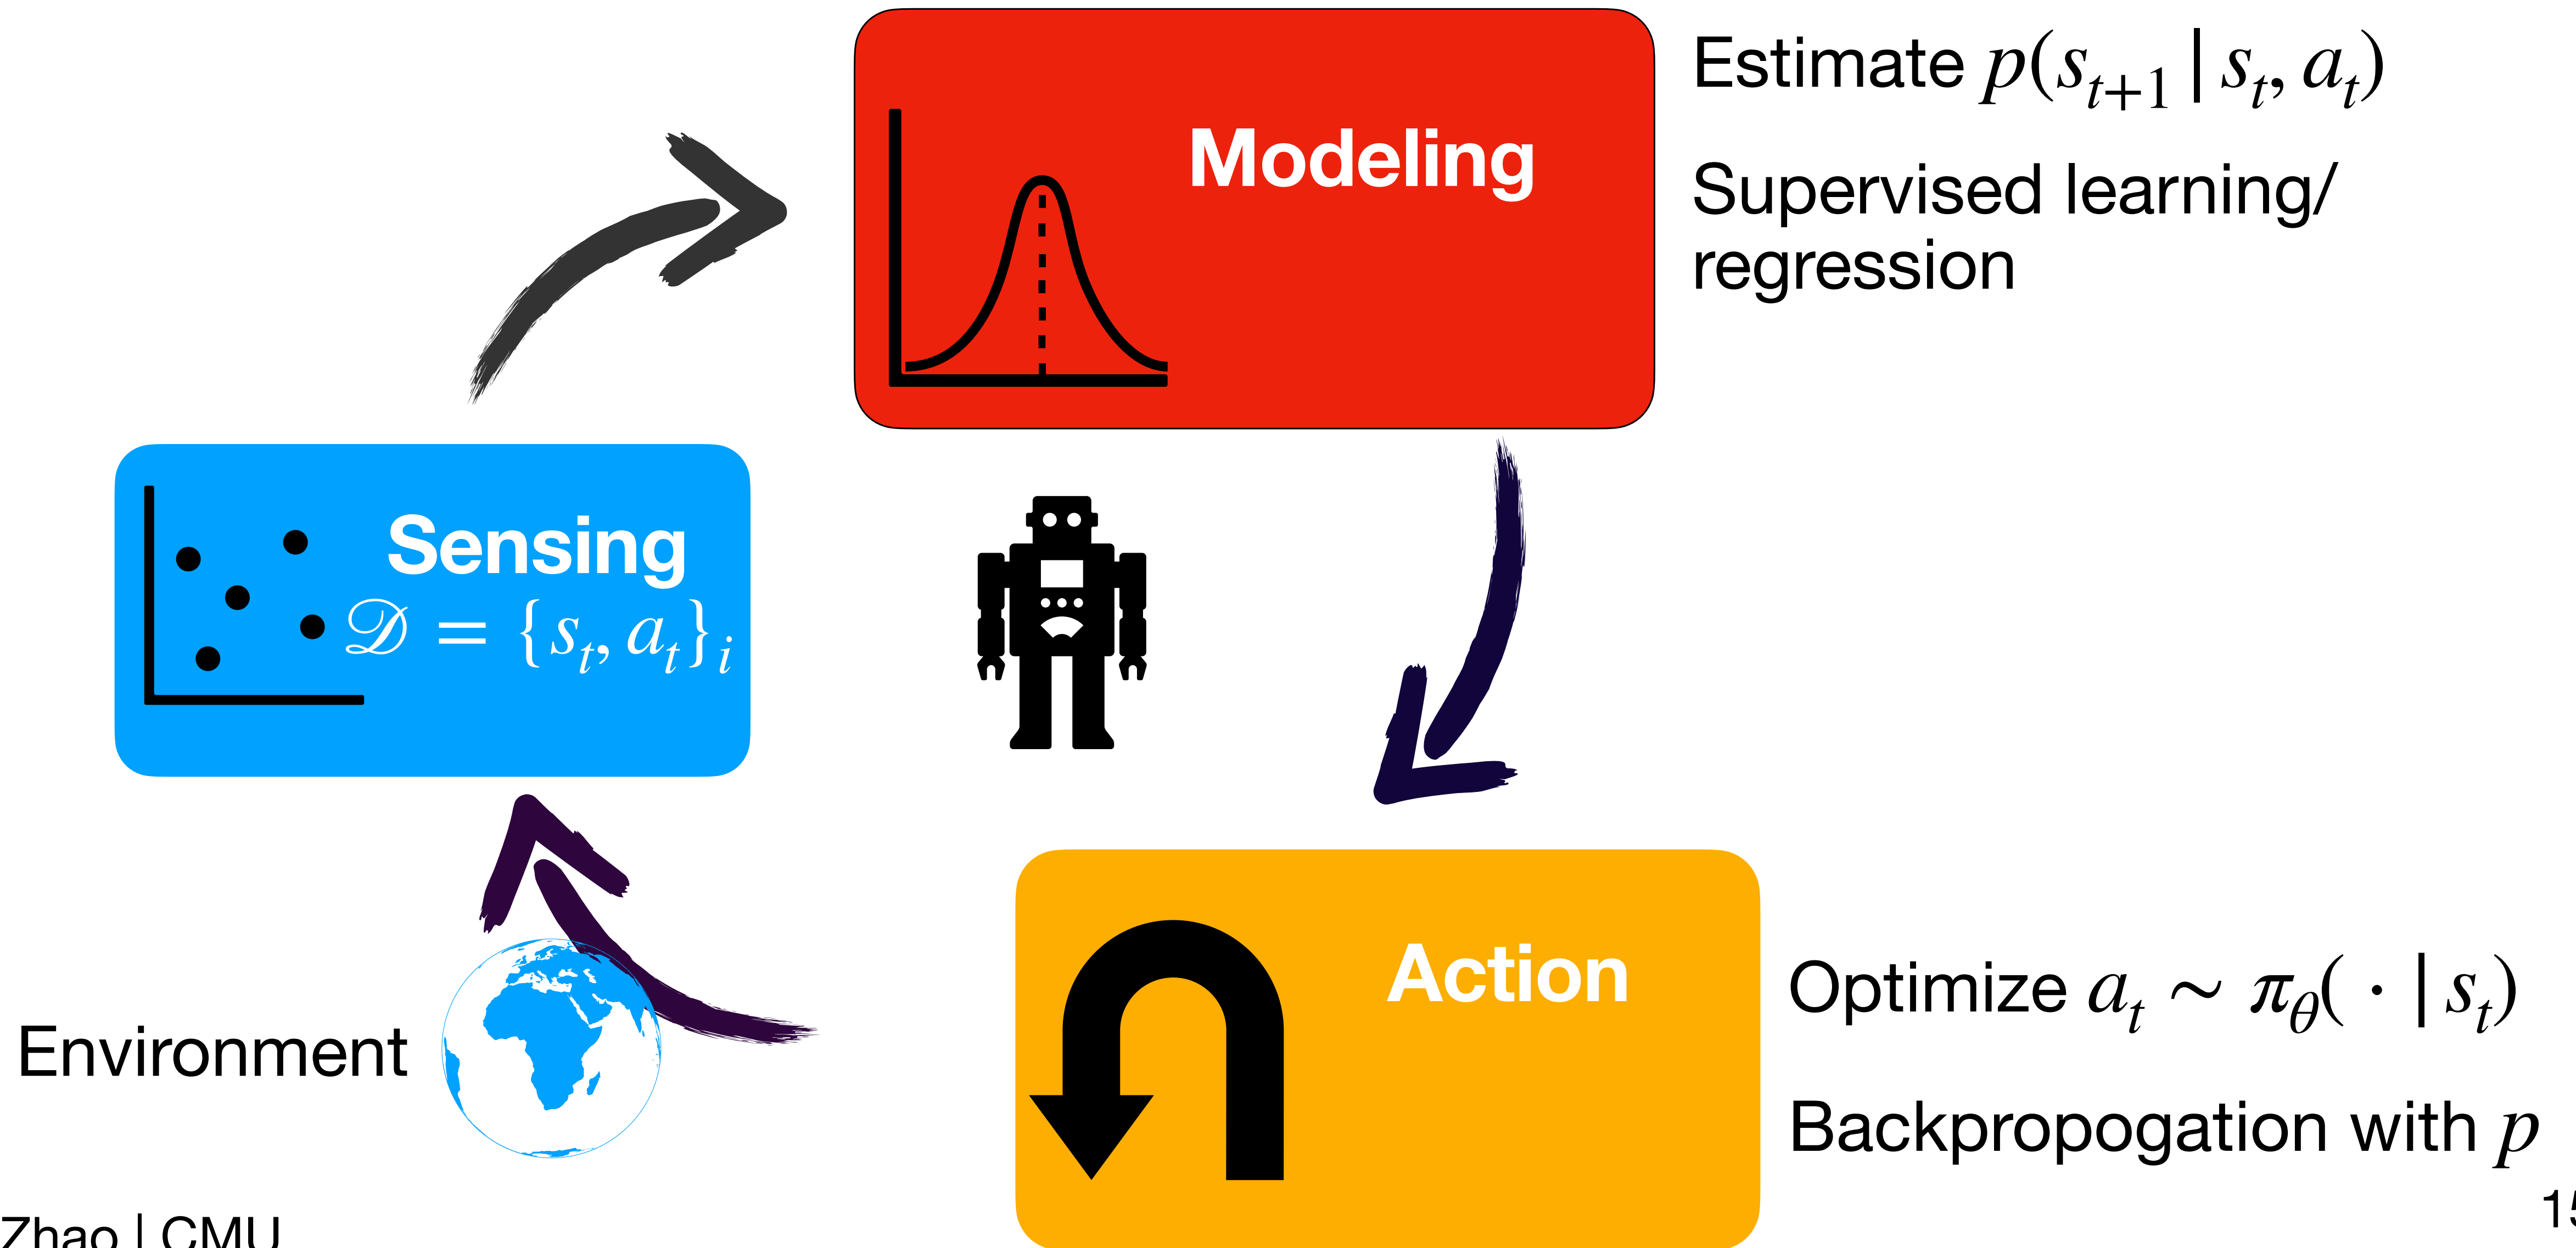 Modeling
Estimate p(s_{t+1} | s_t, a_t)
Supervised learning/
regression
Sensing
𝒟 = {s_t, a_t}_i
Environment
Action
Optimize a_t ∼ π_θ( · | s_t)
Backpropogation with p
Zhao | CMU
15